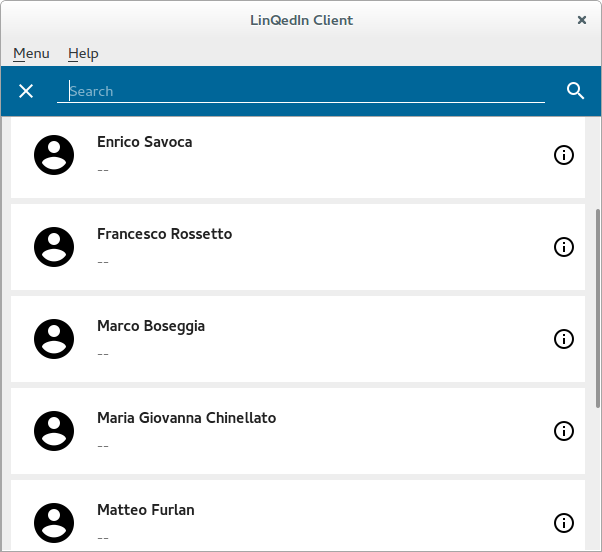 LinQedIn Client
Menu Help
Search
Enrico Savoca
--
Francesco Rossetto
--
Marco Boseggia
--
Maria Giovanna Chinellato
--
Matteo Furlan
--